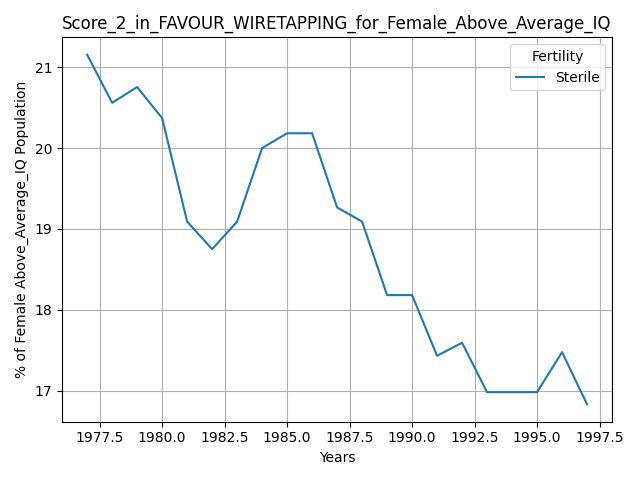 Score_2_in_FAVOUR_WIRETAPPING_for_Female_Above_Average_IQ
Fertility
Sterile
% of Female Above_Average_IQ Population
21
20
19
18
17
1977.5 1980.0 1982.5 1985.0 1987.5 1990.0 1992.5 1995.0 1997.5
Years